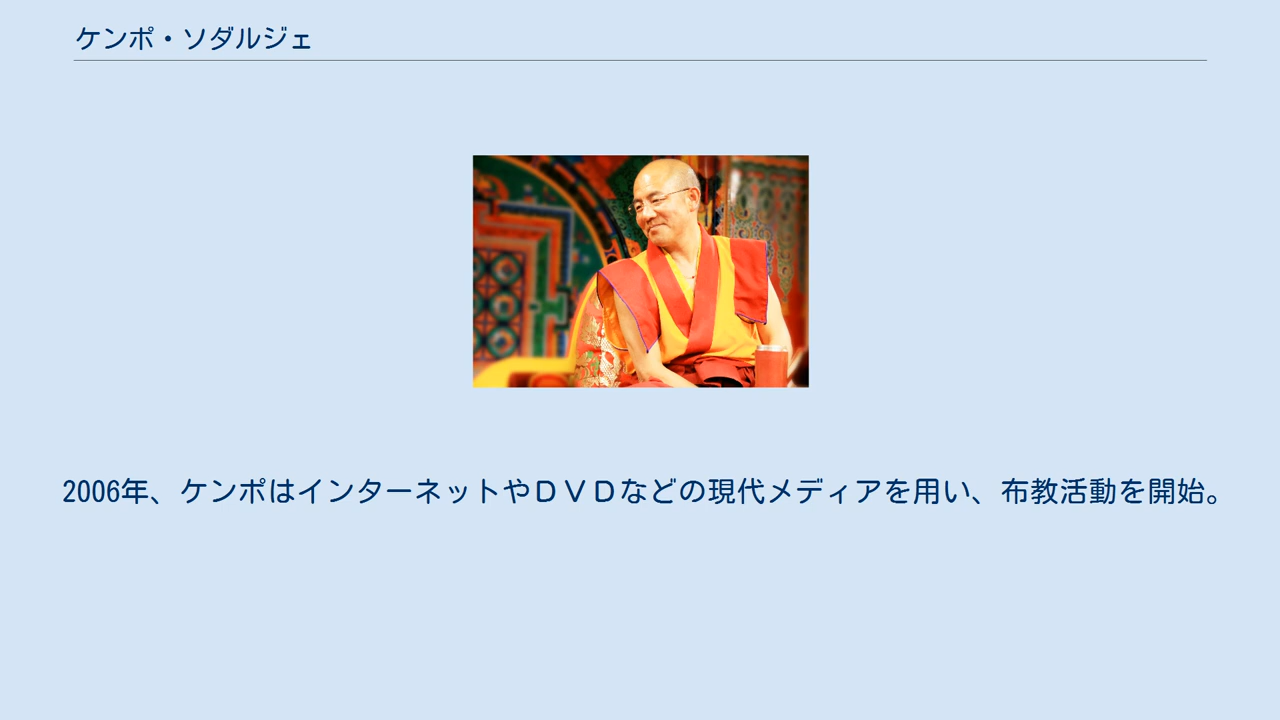 ケンポ・ソダルジェ
2006年、ケンポはインターネットやＤＶＤなどの現代メディアを用い、布教活動を開始。